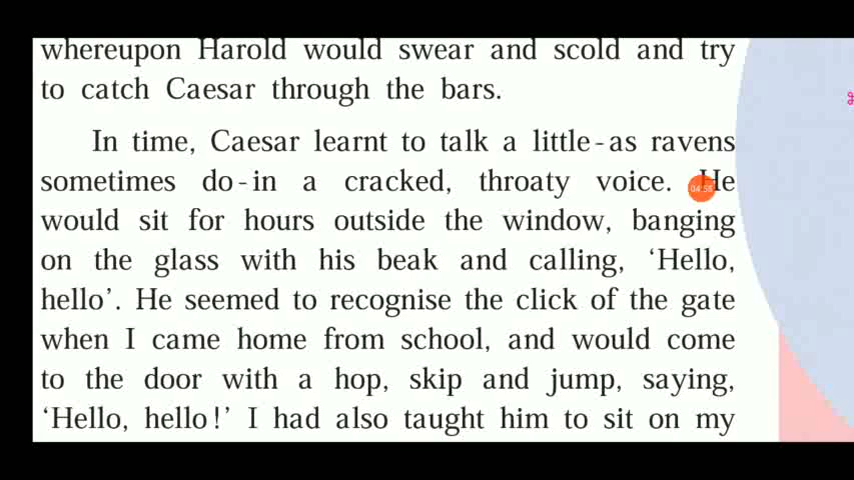 whereupon Harold would swear and scold and try
to catch Caesar through the bars.
In time, Caesar learnt to talk a little-as ravens
sometimes do-in a cracked, throaty voice. He
would sit for hours outside the window, banging
on the glass with his beak and calling, ‘Hello,
hello’. He seemed to recognise the click of the gate
when I came home from school, and would come
to the door with a hop, skip and jump, saying,
‘Hello, hello!’ I had also taught him to sit on my